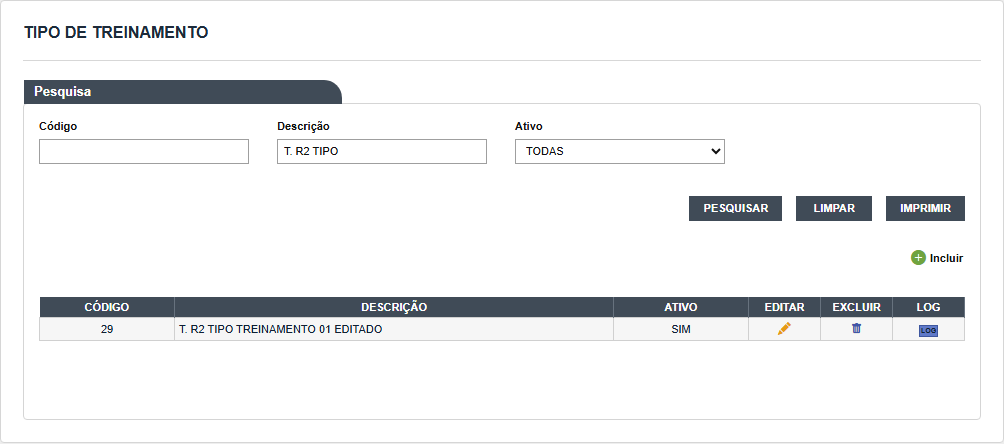 TIPO DE TREINAMENTO
Pesquisa
Código Descrição Ativo
T. R2 TIPO TODAS
PESQUISAR LIMPAR IMPRIMIR
Incluir
CÓDIGO DESCRIÇÃO ATIVO EDITAR EXCLUIR LOG
29 T. R2 TIPO TREINAMENTO 01 EDITADO SIM LOG